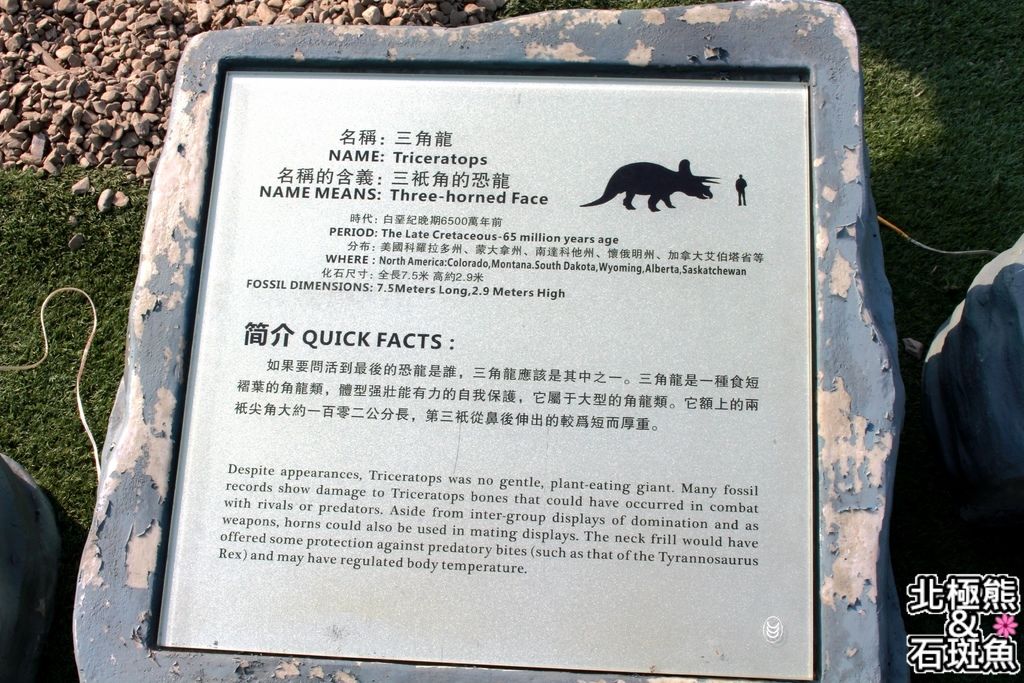 名稱：三角龍
NAME: Triceratops
名稱的含義：三衹角的恐龍
NAME MEANS: Three-horned Face
時代：白堊紀晚期6500萬年前
PERIOD: The Late Cretaceous-65 million years age
分布：美國科羅拉多州、蒙大拿州、南達科他州、懷俄明州、加拿大艾伯塔省等
WHERE : North America:Colorado,Montana.South Dakota,Wyoming,Alberta,Saskatchewan
化石尺寸：全長7.5米 高約2.9米
FOSSIL DIMENSIONS: 7.5Meters Long,2.9 Meters High
简介 QUICK FACTS :
如果要問活到最後的恐龍是誰，三角龍應該是其中之一。三角龍是一種食短
褶葉的角龍類，體型强壯能有力的自我保護，它屬于大型的角龍類。它額上的兩
衹尖角大約一百零二公分長，第三衹從鼻後伸出的較爲短而厚重。
Despite appearances, Triceratops was no gentle, plant-eating giant. Many fossil
records show damage to Triceratops bones that could have occurred in combat
with rivals or predators. Aside from inter-group displays of domination and as
weapons, horns could also be used in mating displays. The neck frill would have
offered some protection against predatory bites (such as that of the Tyrannosaurus
Rex) and may have regulated body temperature.
北極熊
&
石斑魚